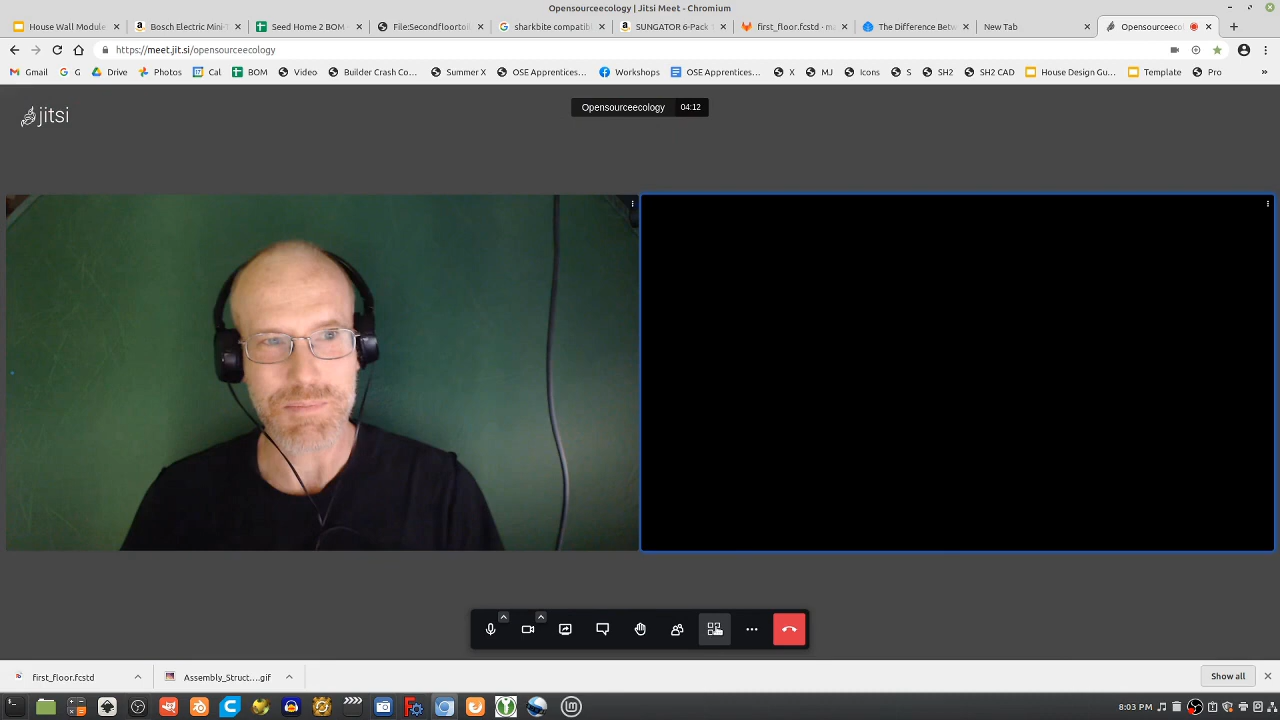 Opensourceecology | Jitsi Meet - Chromium
House Wall Module
Bosch Electric Mini-T
Seed Home 2 BOM
File:Secondfloortoil
sharkbite compatibl
SUNGATOR 6-Pack
first_floor.fcstd · m
The Difference Betw
New Tab
Opensourceecol
https://meet.jit.si/opensourceecology
Gmail
G
Drive
Photos
Cal
BOM
Video
Builder Crash Co...
Summer X
OSE Apprentices...
Workshops
OSE Apprentices...
X
MJ
Icons
S
SH2
SH2 CAD
House Design Gu...
Template
Pro
»
jitsi
Opensourceecology 04:12
first_floor.fcstd
Assembly_Struct....gif
Show all
8:03 PM